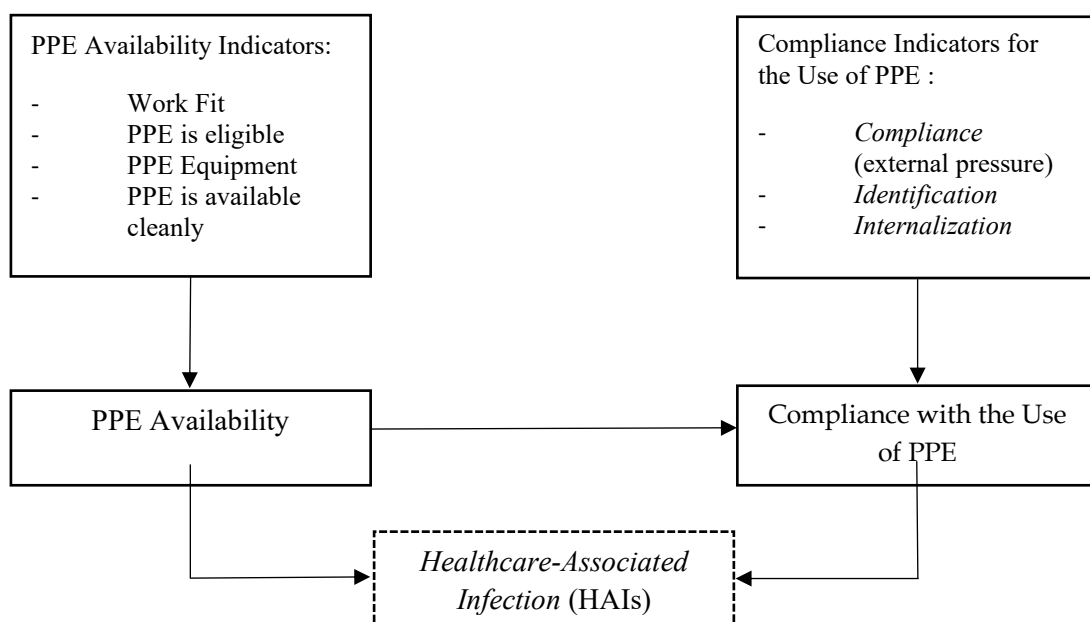 PPE Availability Indicators:
- Work Fit
- PPE is eligible
- PPE Equipment
- PPE is available
cleanly
Compliance Indicators for
the Use of PPE :
- Compliance
(external pressure)
- Identification
- Internalization
PPE Availability
Compliance with the Use
of PPE
Healthcare-Associated
Infection (HAIs)